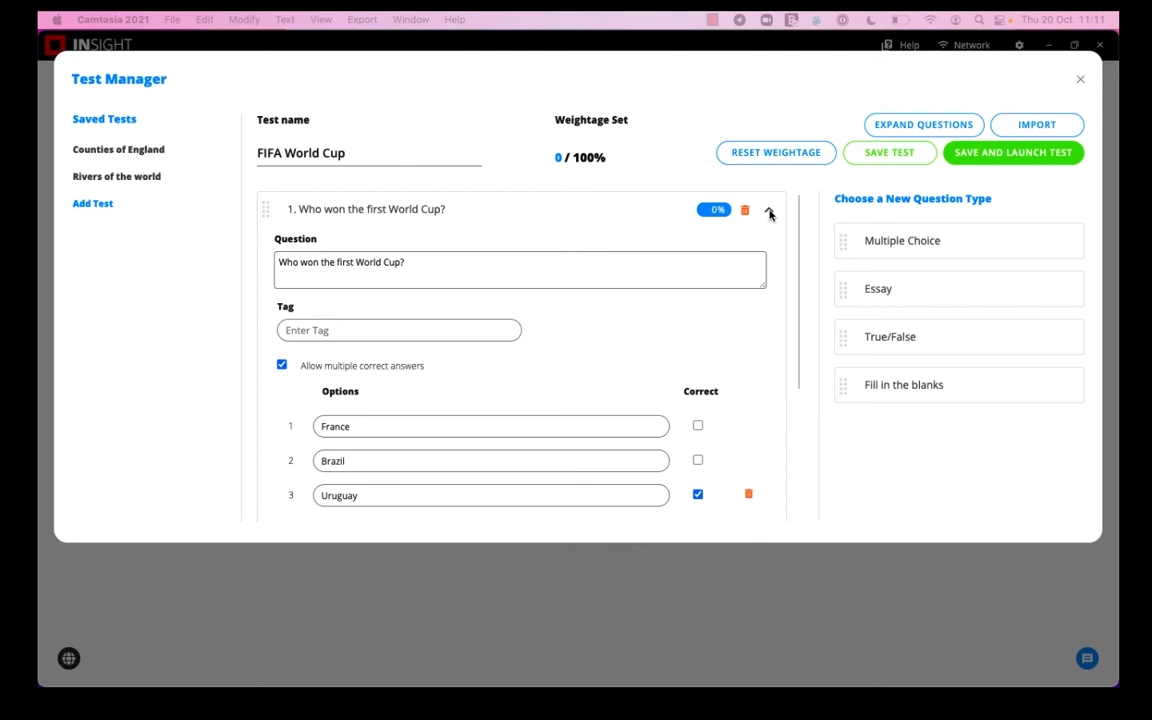 Camtasia 2021 File Edit Modify Text View Export Window Help Thu 20 Oct 11:11
INSIGHT Help Network
Test Manager
Saved Tests
Counties of England
Rivers of the world
Add Test
Test name
FIFA World Cup
Weightage Set
0 / 100%
EXPAND QUESTIONS
IMPORT
RESET WEIGHTAGE
SAVE TEST
SAVE AND LAUNCH TEST
1. Who won the first World Cup?
0%
Question
Who won the first World Cup?
Tag
Enter Tag
Allow multiple correct answers
Options Correct
1 France
2 Brazil
3 Uruguay
Choose a New Question Type
Multiple Choice
Essay
True/False
Fill in the blanks